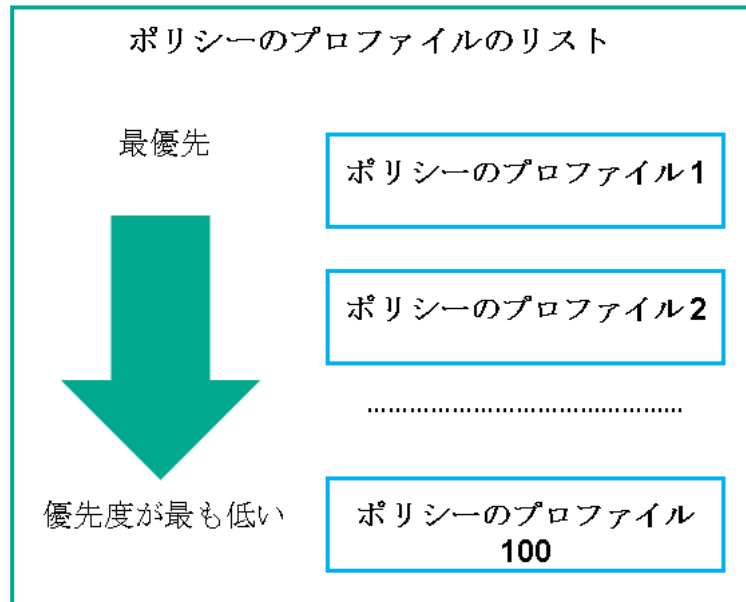 ポリシーのプロファイルのリスト
最優先
ポリシーのプロファイル1
ポリシーのプロファイル2
................................................
優先度が最も低い
ポリシーのプロファイル
100